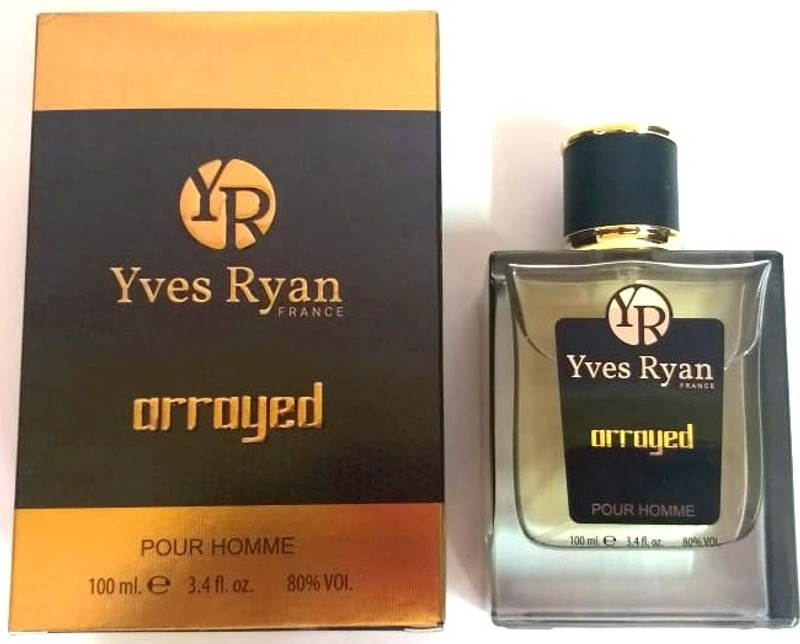 YR
Yves Ryan
FRANCE
arrayed
POUR HOMME
100 ml. e 3.4 fl. oz. 80% VOl.
YR
Yves Ryan
FRANCE
arrayed
POUR HOMME
100 ml. e 3.4 fl. oz. 80% VOl.